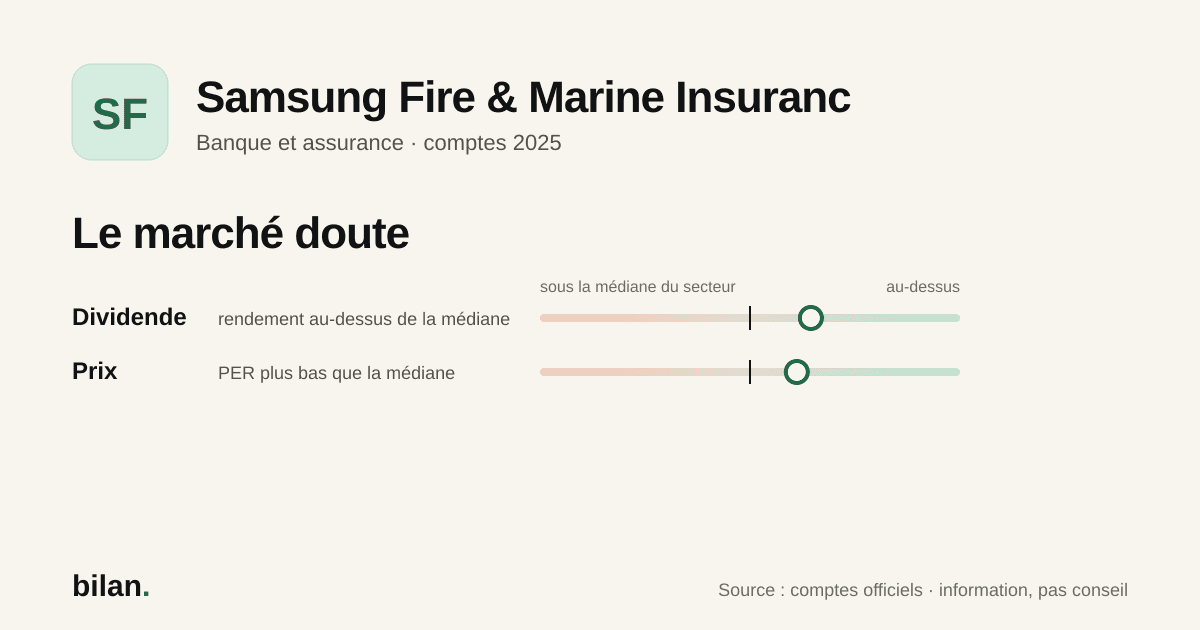 SF
Samsung Fire & Marine Insuranc
Banque et assurance · comptes 2025
Le marché doute
sous la médiane du secteur au-dessus
Dividende rendement au-dessus de la médiane
Prix PER plus bas que la médiane
bilan.
Source : comptes officiels · information, pas conseil